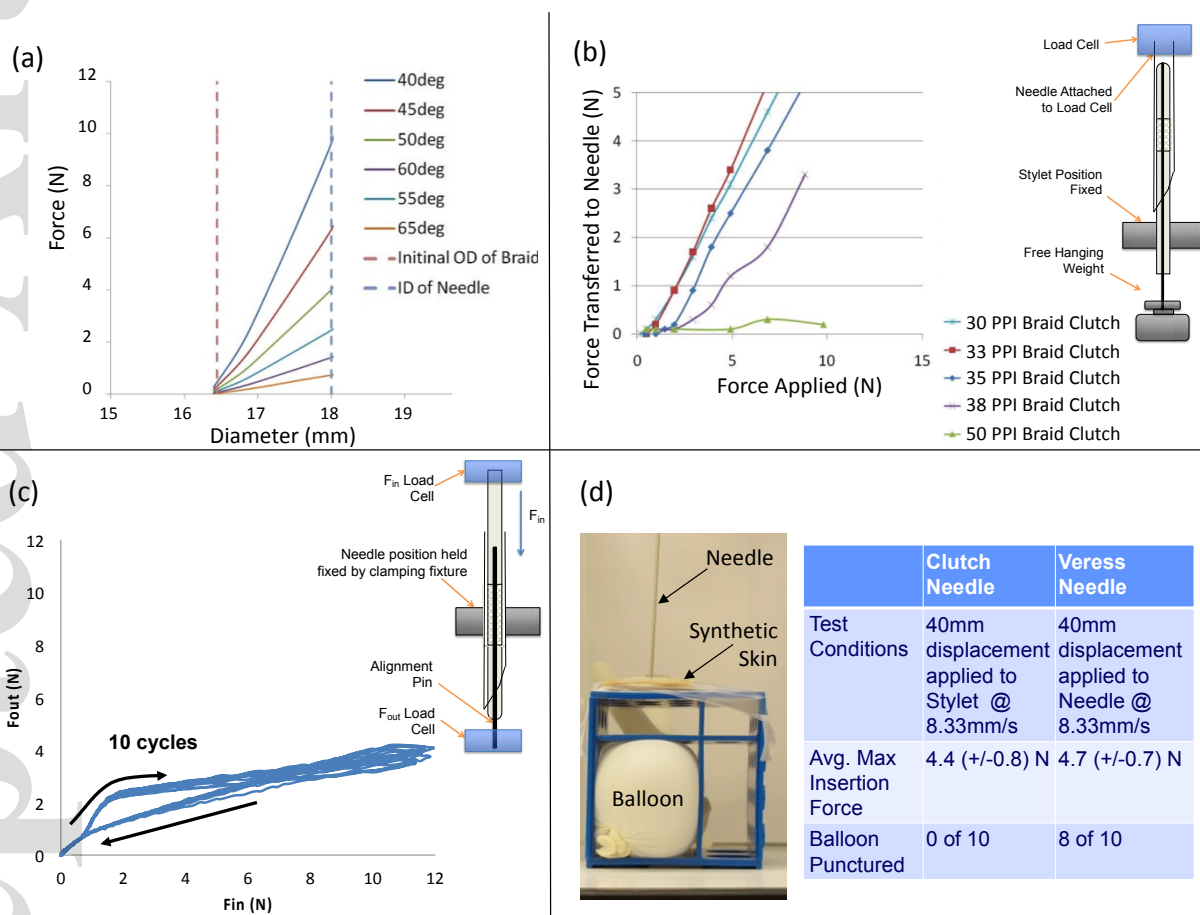 (a)
12
10
8
6
4
2
0
Force (N)
15
16
17
18
19
Diameter (mm)
40deg
45deg
50deg
60deg
55deg
65deg
Initinal OD of Braid
ID of Needle
(b)
5
4
3
2
1
0
Force Transferred to Needle (N)
0
5
10
15
Force Applied (N)
30 PPI Braid Clutch
33 PPI Braid Clutch
35 PPI Braid Clutch
38 PPI Braid Clutch
50 PPI Braid Clutch
Load Cell
Needle Attached
to Load Cell
Stylet Position
Fixed
Free Hanging
Weight
(c)
12
10
8
6
4
2
0
Fout (N)
0
2
4
6
8
10
12
Fin (N)
10 cycles
Fin Load
Cell
Fin
Needle position held
fixed by clamping fixture
Alignment
Pin
Fout Load
Cell
(d)
Needle
Synthetic
Skin
Balloon
Clutch
Needle
Veress
Needle
Test
Conditions
40mm
displacement
applied to
Stylet @
8.33mm/s
40mm
displacement
applied to
Needle @
8.33mm/s
Avg. Max
Insertion
Force
4.4 (+/-0.8) N
4.7 (+/-0.7) N
Balloon
Punctured
0 of 10
8 of 10